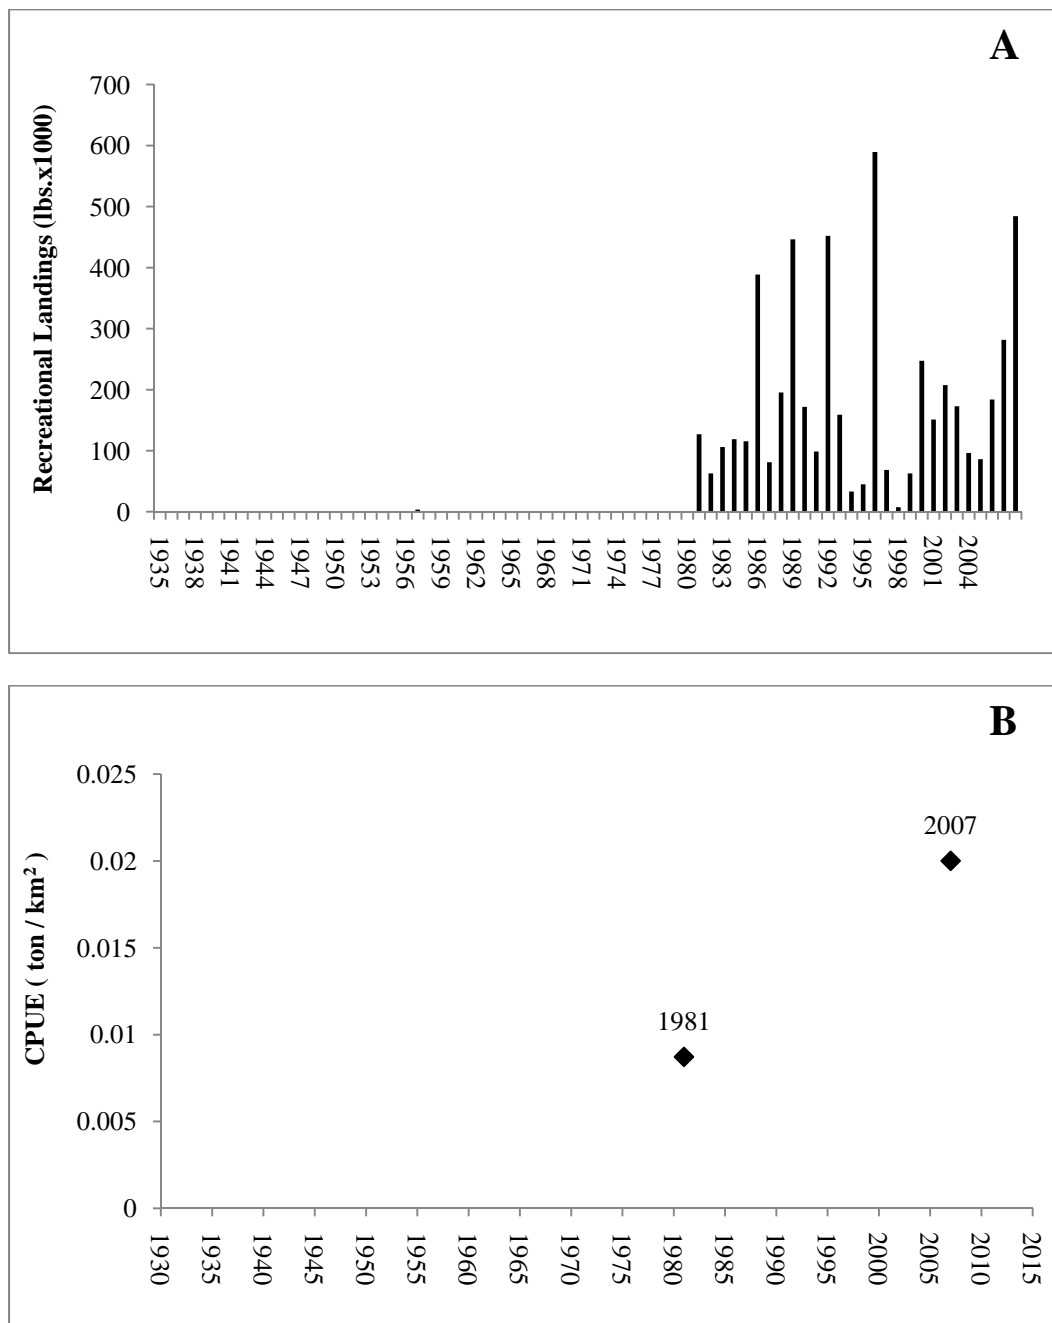 A
Recreational Landings (lbs.x1000)
700
600
500
400
300
200
100
0
1935 1938 1941 1944 1947 1950 1953 1956 1959 1962 1965 1968 1971 1974 1977 1980 1983 1986 1989 1992 1995 1998 2001 2004
B
CPUE ( ton / km²)
0.025
0.02
0.015
0.01
0.005
0
2007
1981
1930 1935 1940 1945 1950 1955 1960 1965 1970 1975 1980 1985 1990 1995 2000 2005 2010 2015